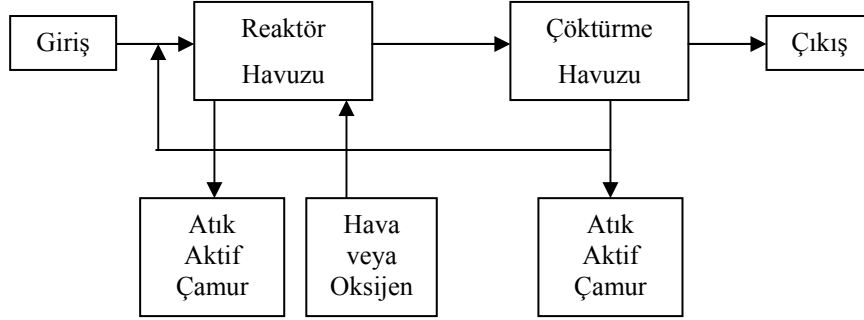 Giriş
Reaktör
Havuzu
Çöktürme
Havuzu
Çıkış
Atık
Aktif
Çamur
Hava
veya
Oksijen
Atık
Aktif
Çamur